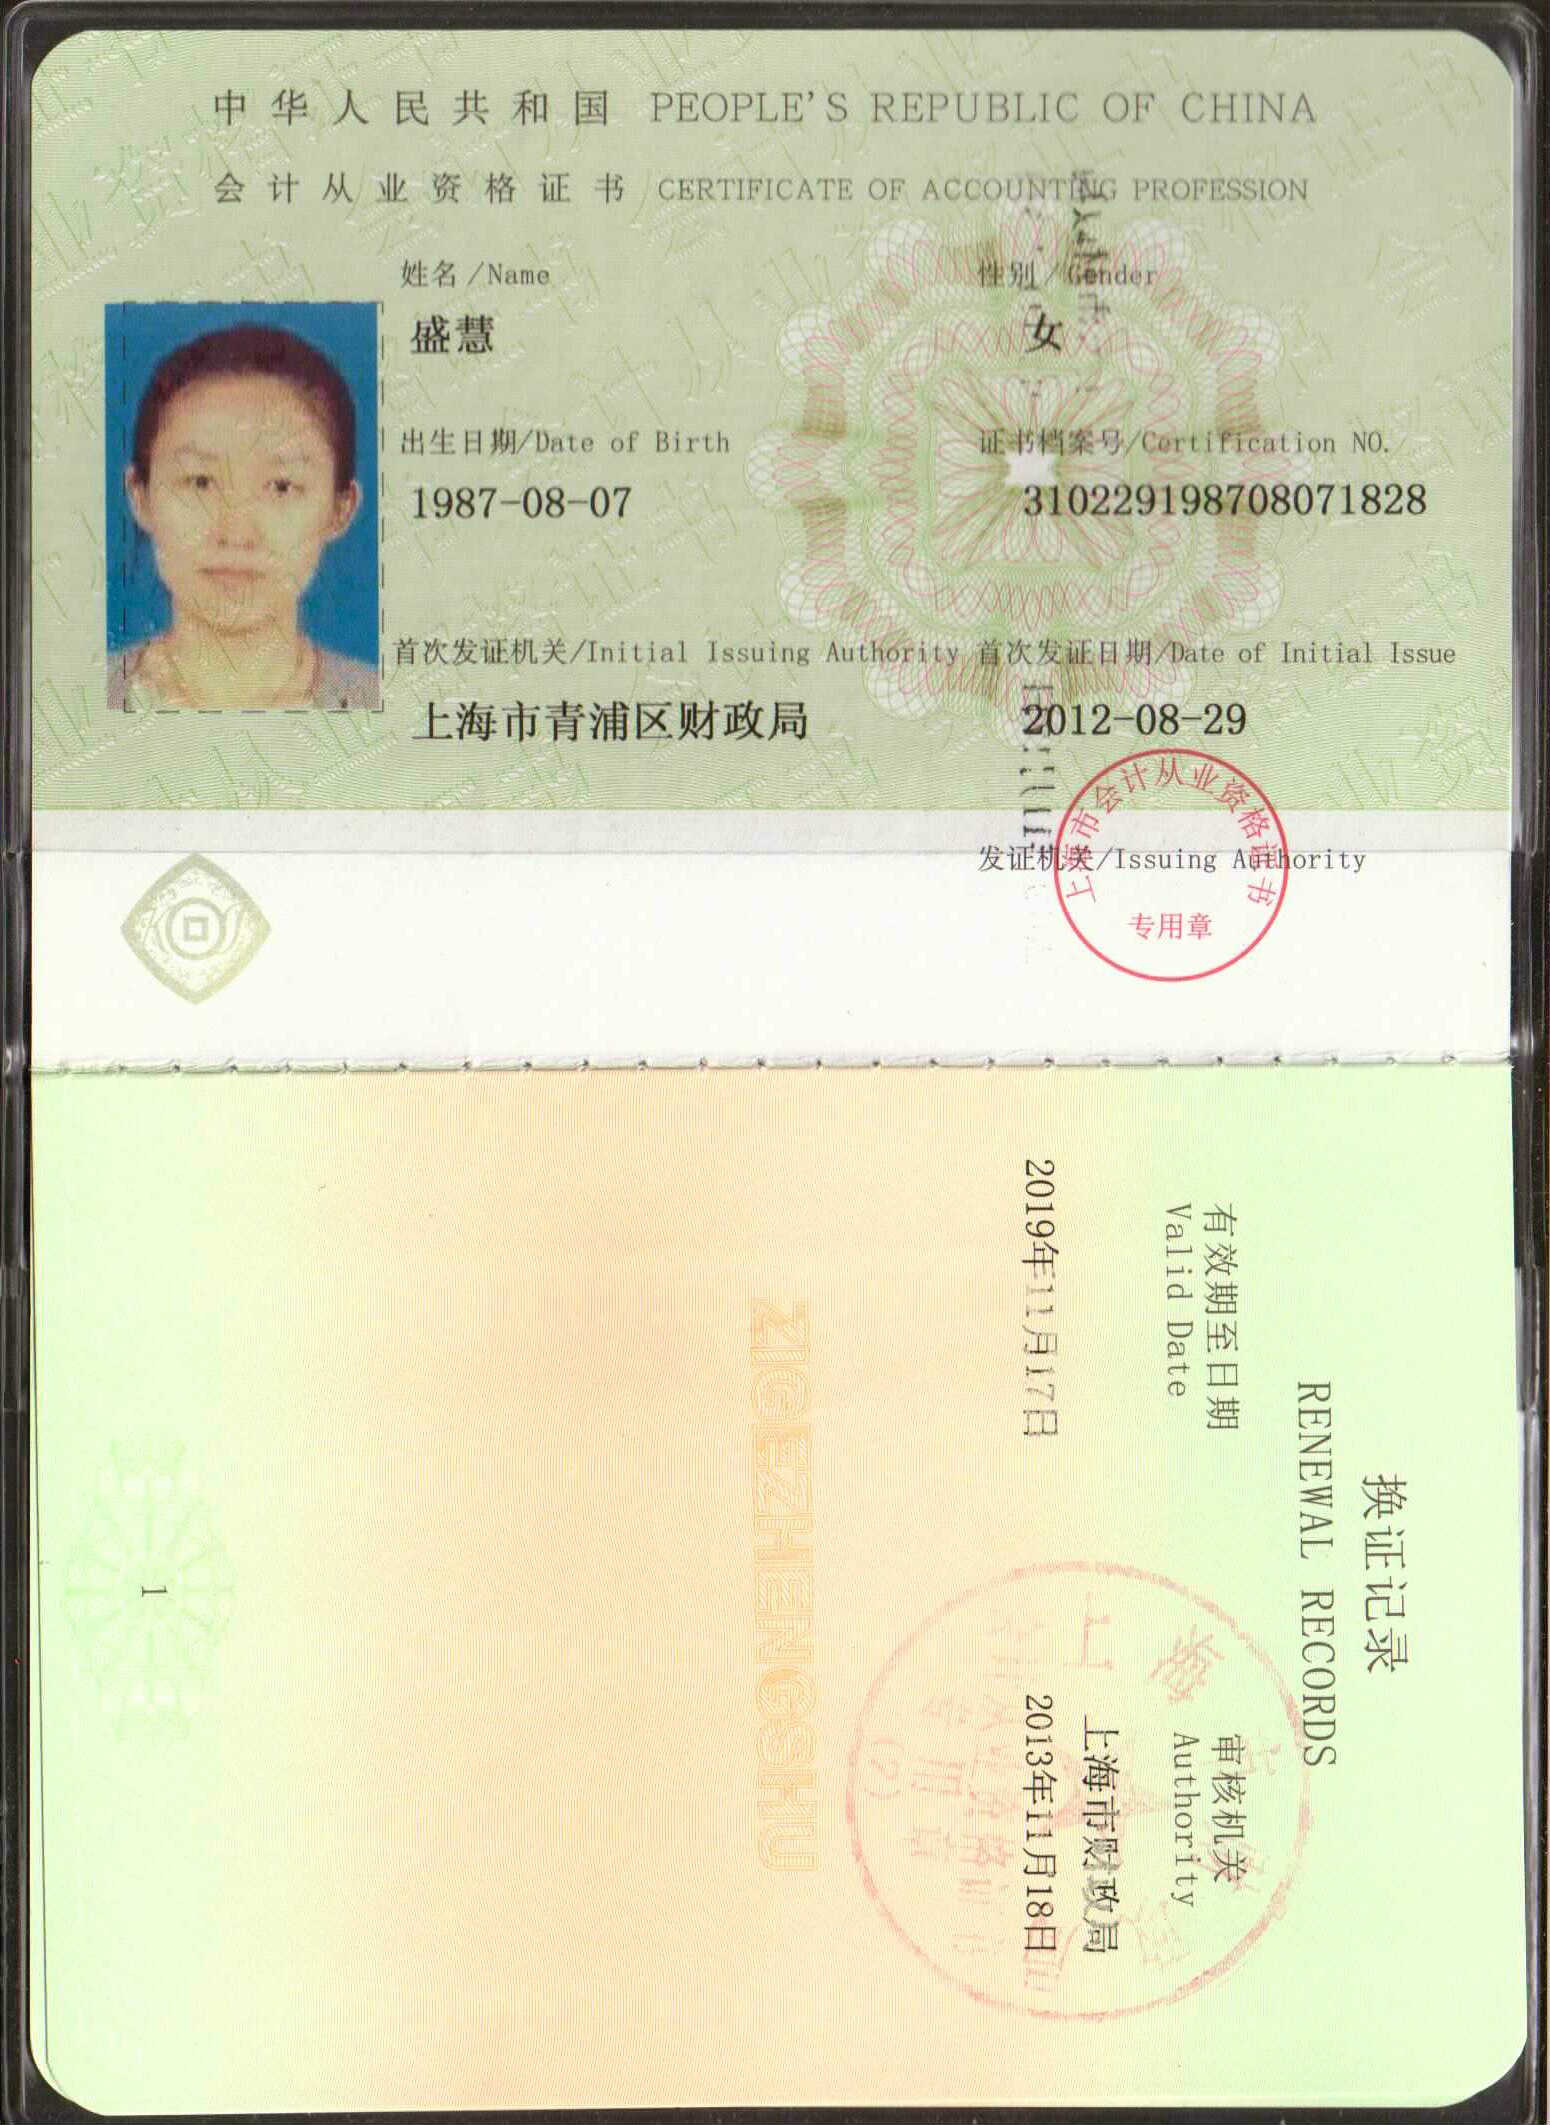 中华人民共和国 PEOPLE'S REPUBLIC OF CHINA
会计从业资格证书 CERTIFICATE OF ACCOUNTING PROFESSION
姓名/Name
性别/Gender
盛慧
女
出生日期/Date of Birth
证书档案号/Certification NO.
1987-08-07
310229198708071828
首次发证机关/Initial Issuing Authority
首次发证日期/Date of Initial Issue
上海市青浦区财政局
2012-08-29
发证机关/Issuing Authority
上海市会计从业资格证书
专用章
换证记录
RENEWAL RECORDS
有效期至日期
Valid Date
审核机关
Authority
上海市财政局
2019年11月17日
2013年11月18日
ZIGEZHENGSHU
1